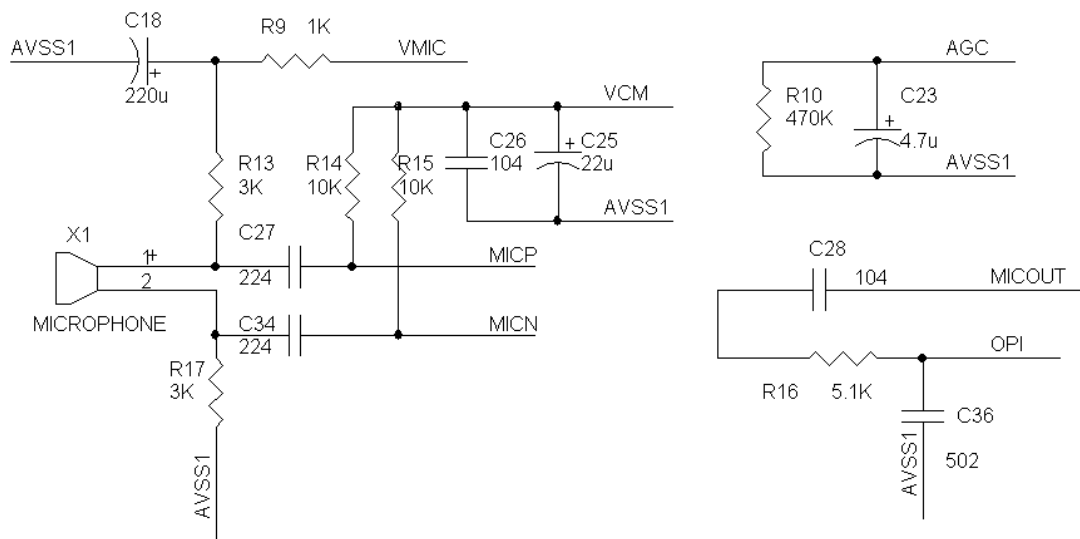 C18
R9 1K
AVSS1
VMIC
+
220u
VCM
R13
3K
R14
10K
R15
10K
C26
104
+
C25
22u
AVSS1
X1
1+
2
MICROPHONE
C27
224
MICP
C34
224
MICN
R17
3K
AVSS1
AGC
R10
470K
C23
+
4.7u
AVSS1
C28
104
MICOUT
OPI
R16 5.1K
C36
502
AVSS1